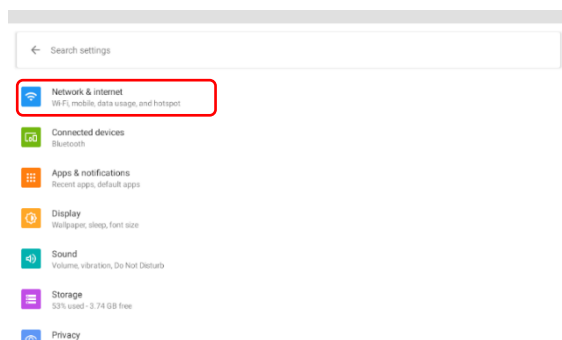 Search settings
Network & internet
Wi-Fi, mobile, data usage, and hotspot
Connected devices
Bluetooth
Apps & notifications
Recent apps, default apps
Display
Wallpaper, sleep, font size
Sound
Volume, vibration, Do Not Disturb
Storage
53% used - 3.74 GB free
Privacy